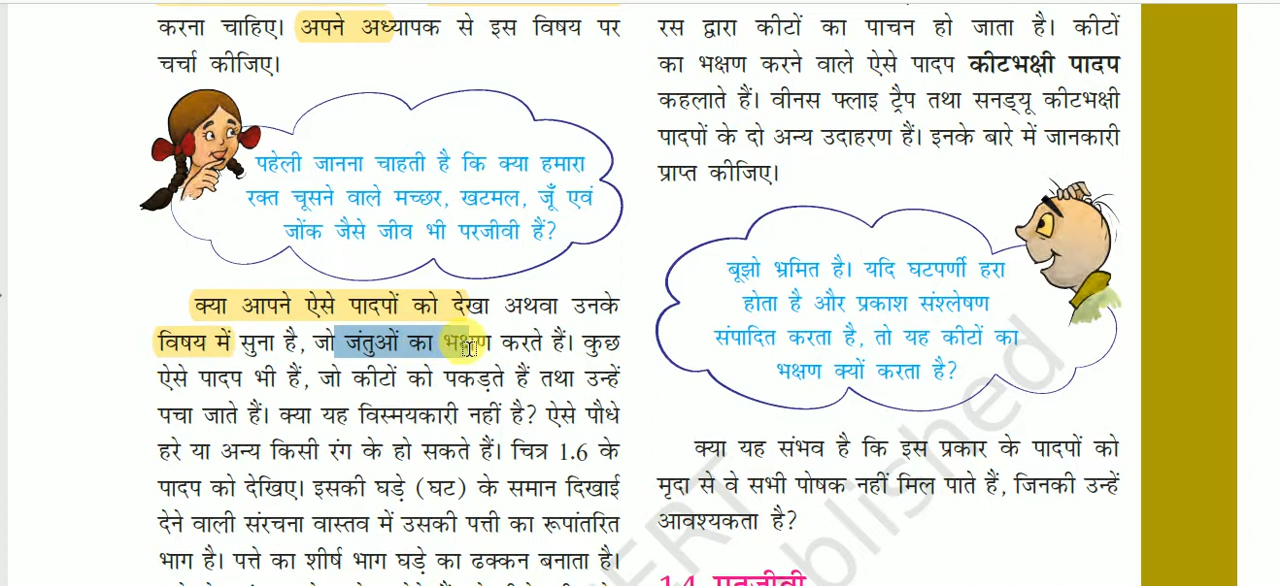 करना चाहिए। अपने अध्यापक से इस विषय पर
चर्चा कीजिए।
पहेली जानना चाहती है कि क्या हमारा
रक्त चूसने वाले मच्छर, खटमल, जूँ एवं
जोंक जैसे जीव भी परजीवी हैं?
क्या आपने ऐसे पादपों को देखा अथवा उनके
विषय में सुना है, जो जंतुओं का भक्षण करते हैं। कुछ
ऐसे पादप भी हैं, जो कीटों को पकड़ते हैं तथा उन्हें
पचा जाते हैं। क्या यह विस्मयकारी नहीं है? ऐसे पौधे
हरे या अन्य किसी रंग के हो सकते हैं। चित्र 1.6 के
पादप को देखिए। इसकी घड़े (घट) के समान दिखाई
देने वाली संरचना वास्तव में उसकी पत्ती का रूपांतरित
भाग है। पत्ते का शीर्ष भाग घड़े का ढक्कन बनाता है।
रस द्वारा कीटों का पाचन हो जाता है। कीटों
का भक्षण करने वाले ऐसे पादप कीटभक्षी पादप
कहलाते हैं। वीनस फ्लाइ ट्रैप तथा सनड्यू कीटभक्षी
पादपों के दो अन्य उदाहरण हैं। इनके बारे में जानकारी
प्राप्त कीजिए।
बूझो भ्रमित है। यदि घटपर्णी हरा
होता है और प्रकाश संश्लेषण
संपादित करता है, तो यह कीटों का
भक्षण क्यों करता है?
क्या यह संभव है कि इस प्रकार के पादपों को
मृदा से वे सभी पोषक नहीं मिल पाते हैं, जिनकी उन्हें
आवश्यकता है?
1.4 मृतजीवी